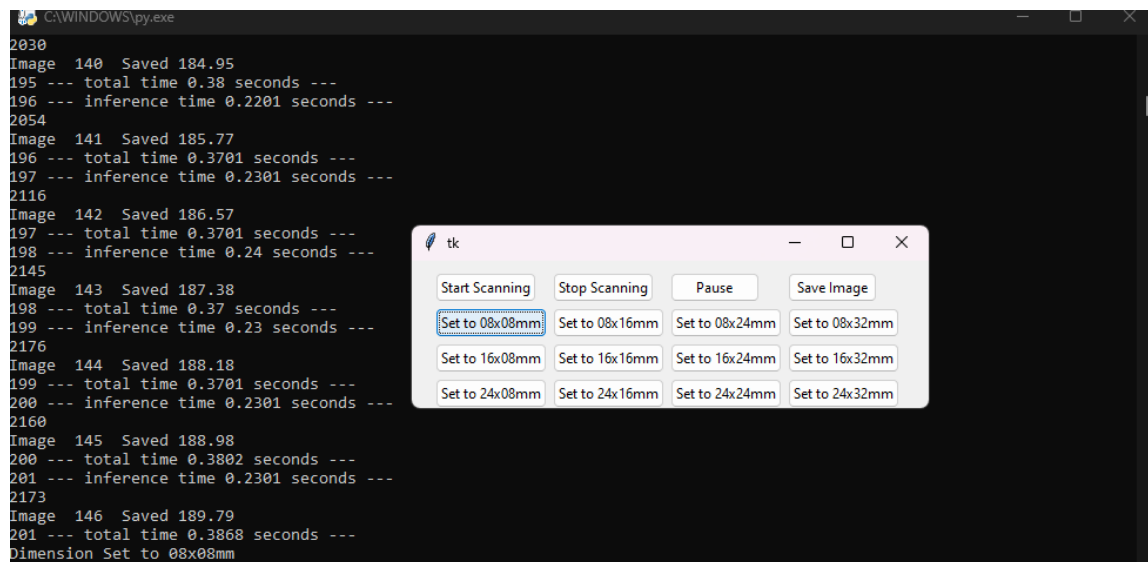 C:\WINDOWS\py.exe
2030
Image  140  Saved 184.95
195 --- total time 0.38 seconds ---
196 --- inference time 0.2201 seconds ---
2054
Image  141  Saved 185.77
196 --- total time 0.3701 seconds ---
197 --- inference time 0.2301 seconds ---
2116
Image  142  Saved 186.57
197 --- total time 0.3701 seconds ---
198 --- inference time 0.24 seconds ---
2145
Image  143  Saved 187.38
198 --- total time 0.37 seconds ---
199 --- inference time 0.23 seconds ---
2176
Image  144  Saved 188.18
199 --- total time 0.3701 seconds ---
200 --- inference time 0.2301 seconds ---
2160
Image  145  Saved 188.98
200 --- total time 0.3802 seconds ---
201 --- inference time 0.2301 seconds ---
2173
Image  146  Saved 189.79
201 --- total time 0.3868 seconds ---
Dimension Set to 08x08mm
tk
Start Scanning Stop Scanning Pause Save Image
Set to 08x08mm Set to 08x16mm Set to 08x24mm Set to 08x32mm
Set to 16x08mm Set to 16x16mm Set to 16x24mm Set to 16x32mm
Set to 24x08mm Set to 24x16mm Set to 24x24mm Set to 24x32mm